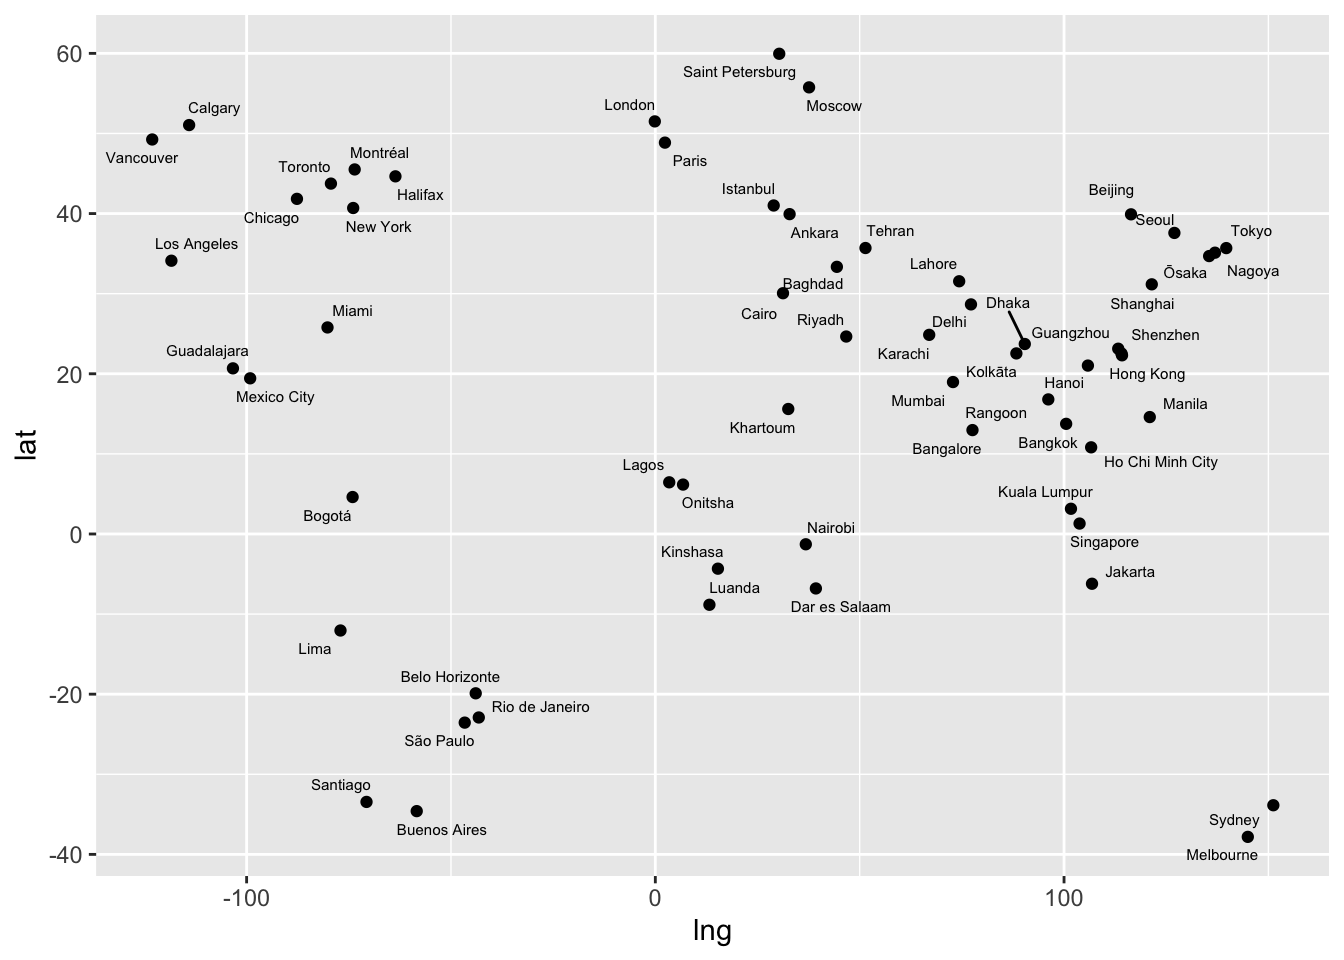 60
Saint Petersburg
Moscow
London
Calgary
Vancouver
Montréal
Paris
Toronto
Istanbul
Beijing
Halifax
40
Chicago
Seoul
New York
Ankara
Tehran
Tokyo
Los Angeles
Lahore
Ōsaka
Nagoya
Baghdad
Dhaka
Shanghai
Miami
Cairo
Riyadh
Delhi
Guangzhou
Shenzhen
Guadalajara
Karachi
20
Kolkāta
Hong Kong
Hanoi
Mexico City
Mumbai
Manila
Rangoon
Khartoum
Bangkok
Bangalore
lat
Ho Chi Minh City
Lagos
Kuala Lumpur
Onitsha
Bogotá
Nairobi
0
Singapore
Kinshasa
Jakarta
Luanda
Dar es Salaam
Lima
Belo Horizonte
-20
Rio de Janeiro
São Paulo
Santiago
Sydney
Buenos Aires
-40
Melbourne
-100
0
100
lng